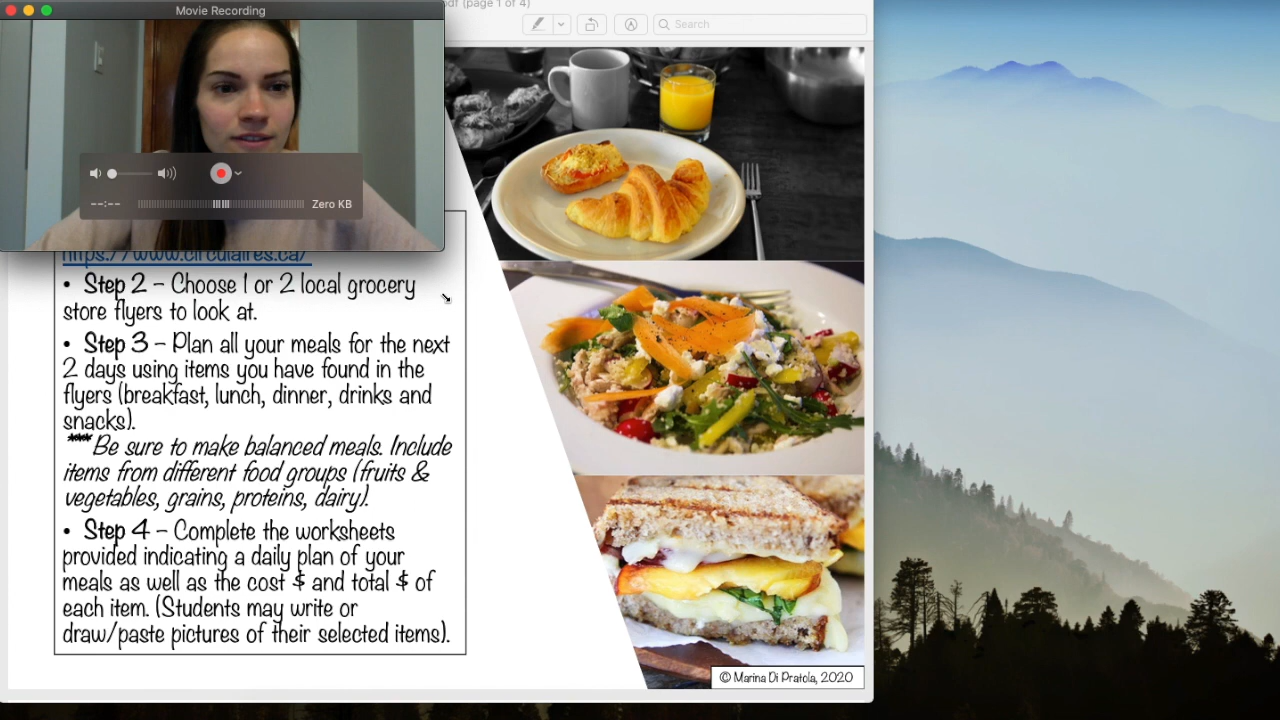 Movie Recording
df (page 1 of 4)
Search
--:--
Zero KB
https://www.circulaires.ca/
• Step 2 – Choose 1 or 2 local grocery
store flyers to look at.
• Step 3 – Plan all your meals for the next
2 days using items you have found in the
flyers (breakfast, lunch, dinner, drinks and
snacks).
***Be sure to make balanced meals. Include
items from different food groups (fruits &
vegetables, grains, proteins, dairy).
• Step 4 – Complete the worksheets
provided indicating a daily plan of your
meals as well as the cost $ and total $ of
each item. (Students may write or
draw/paste pictures of their selected items).
© Marina Di Pratola, 2020